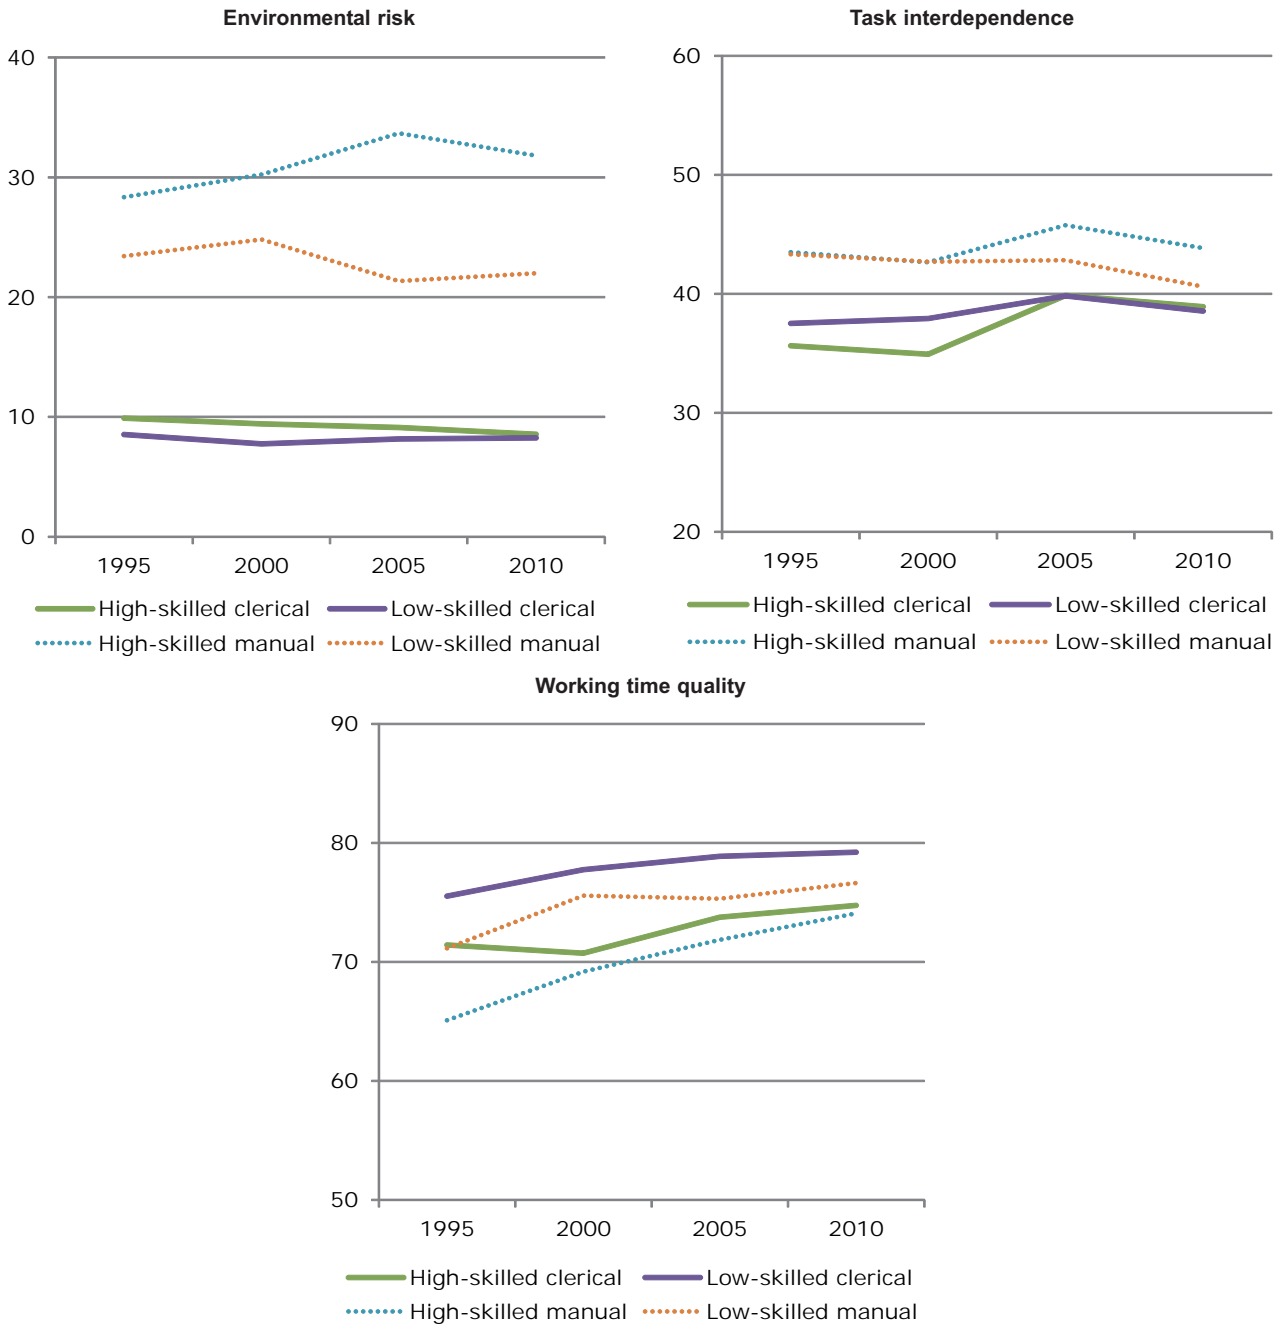 Environmental risk
40
30
20
10
0
1995 2000 2005 2010
High-skilled clerical Low-skilled clerical
High-skilled manual Low-skilled manual
Task interdependence
60
50
40
30
20
1995 2000 2005 2010
High-skilled clerical Low-skilled clerical
High-skilled manual Low-skilled manual
Working time quality
90
80
70
60
50
1995 2000 2005 2010
High-skilled clerical Low-skilled clerical
High-skilled manual Low-skilled manual